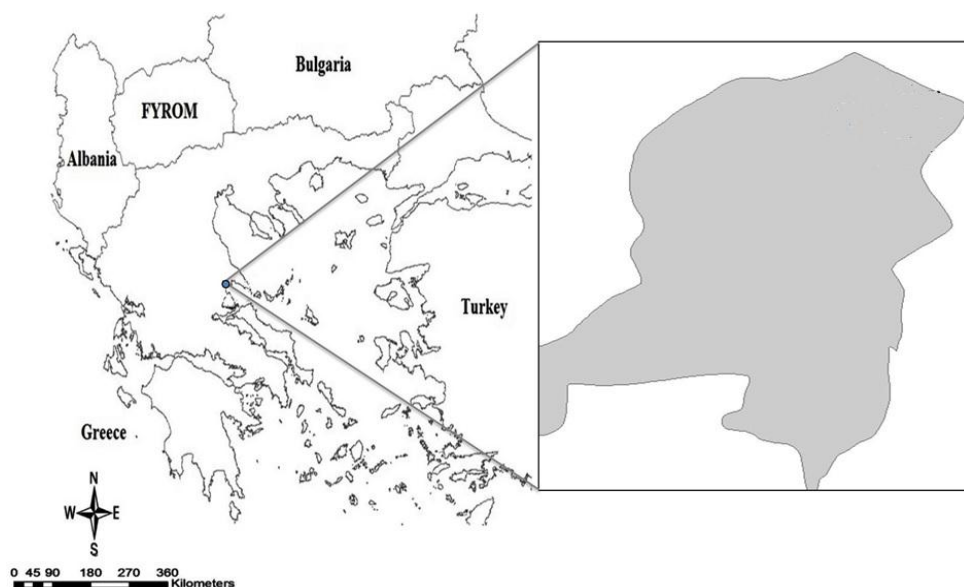 Bulgaria
FYROM
Albania
Turkey
Greece
N
W E
S
0 45 90 180 270 360
Kilometers